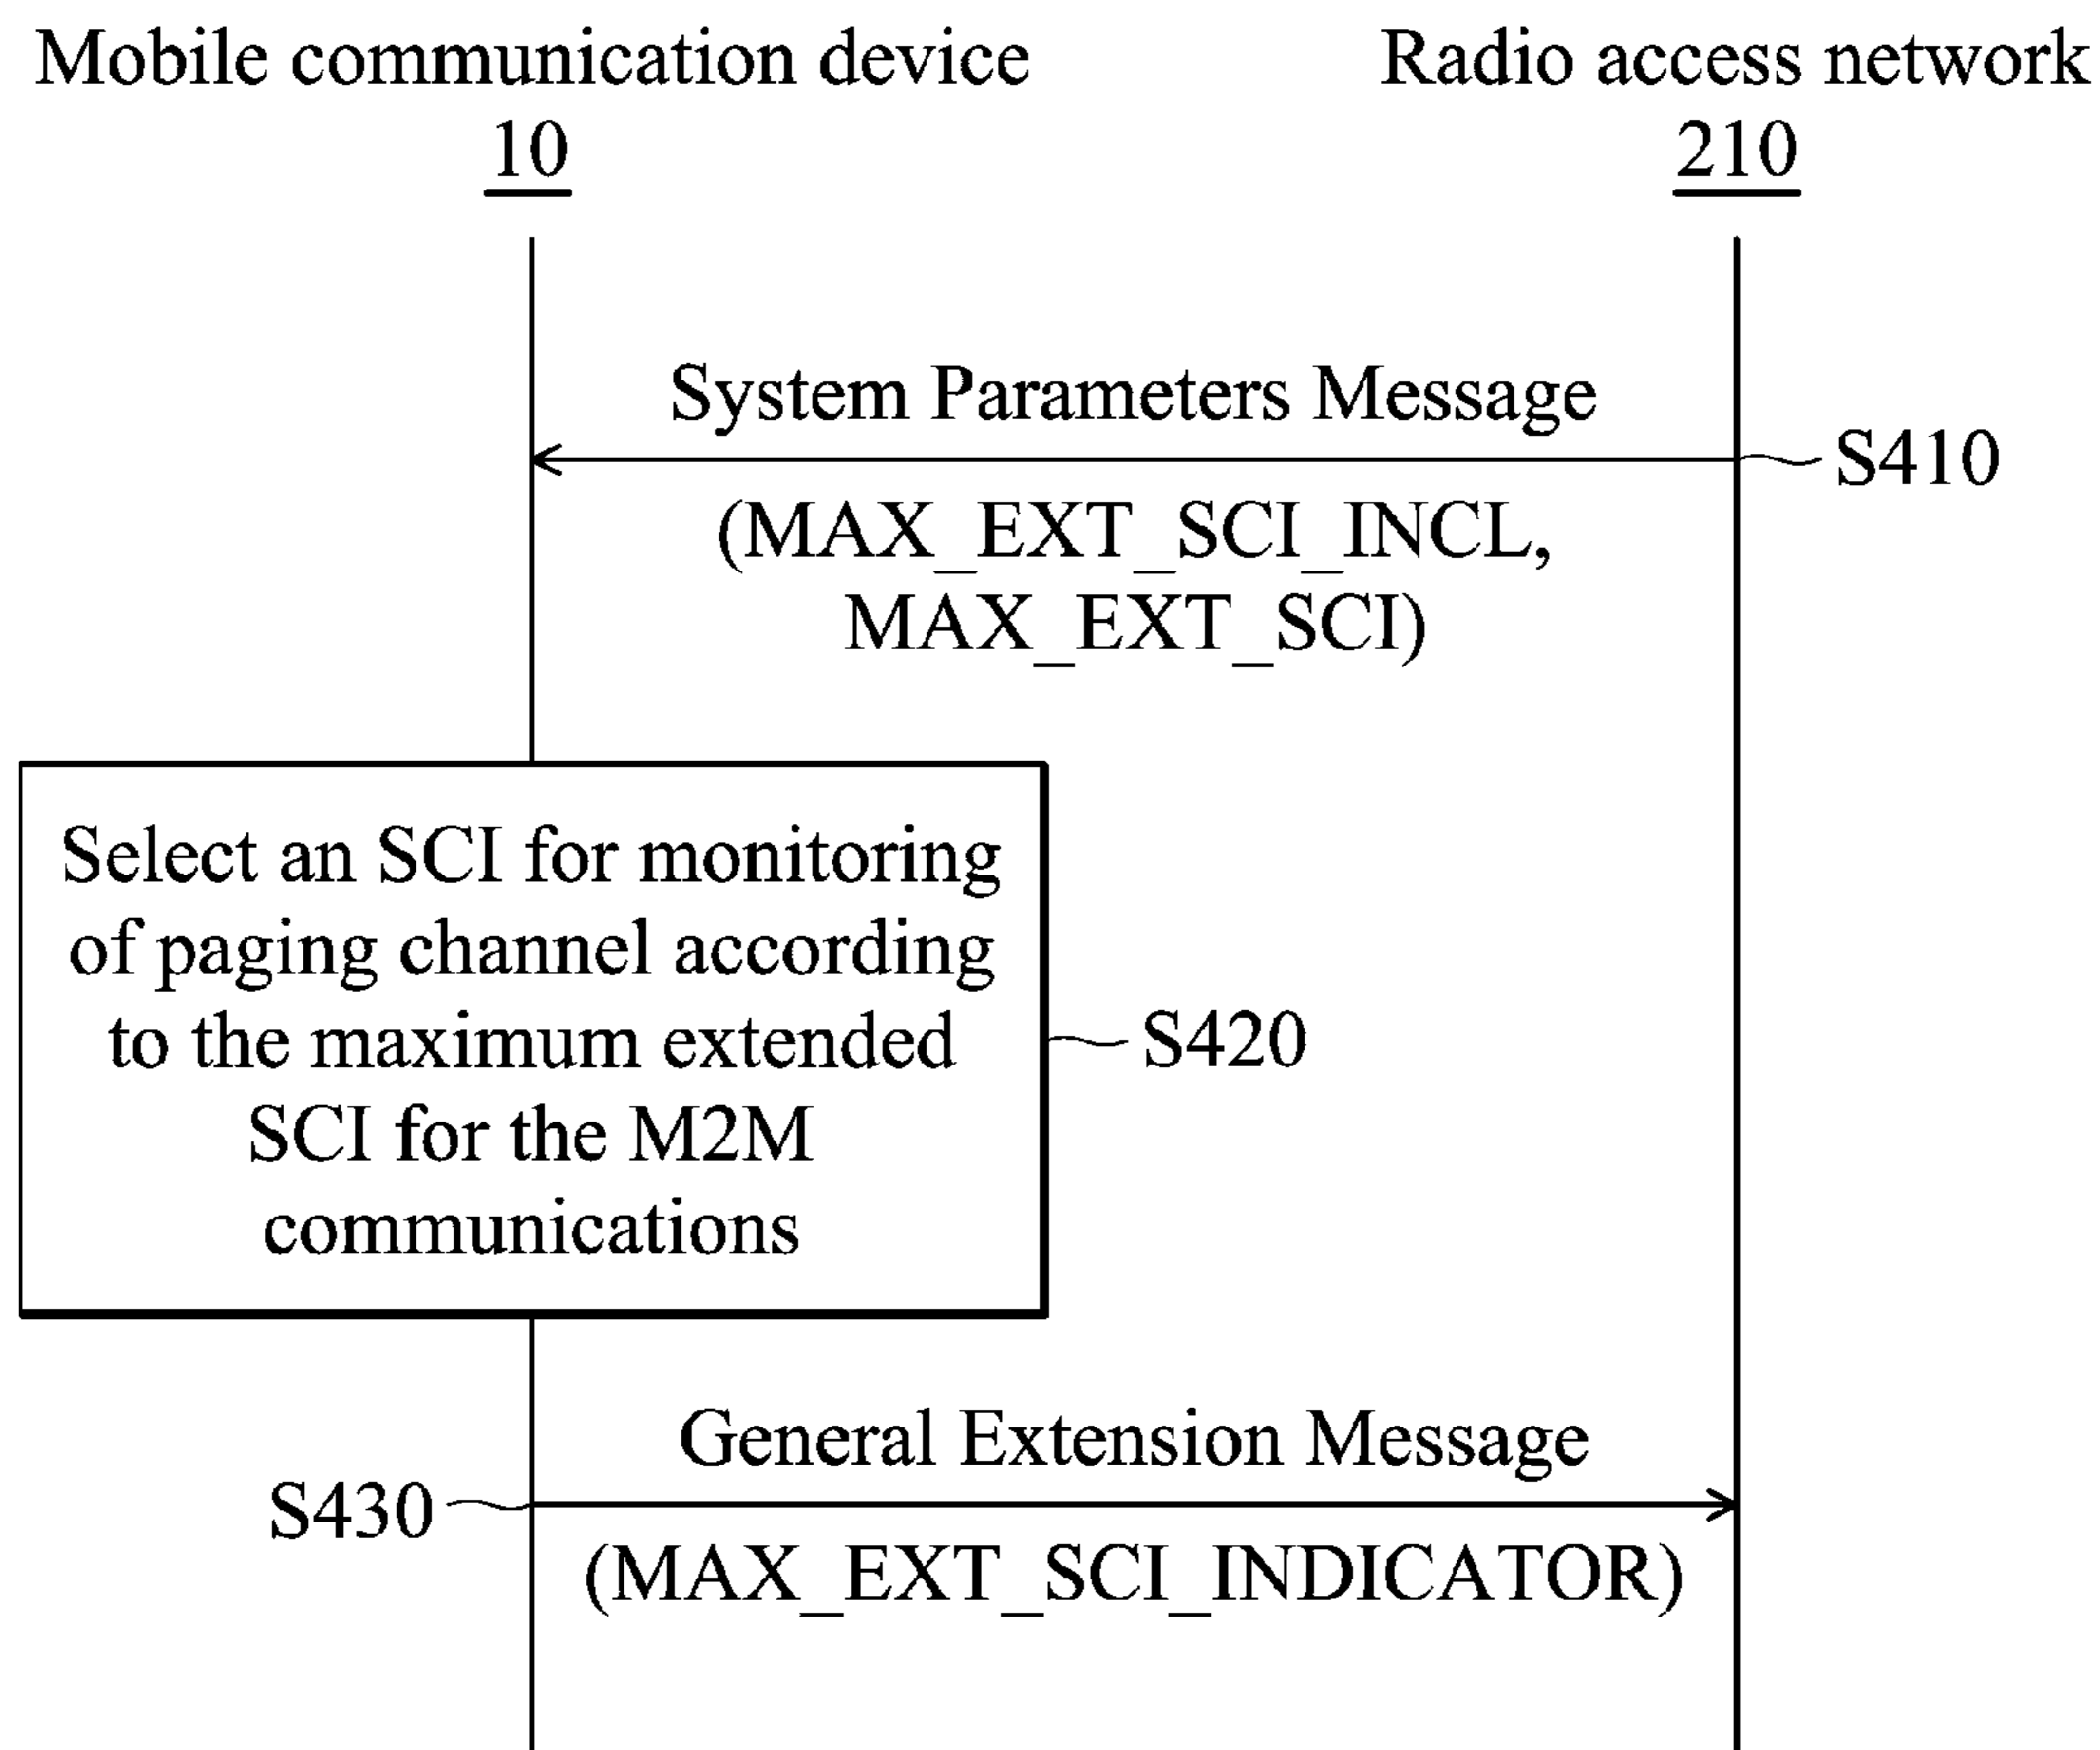 Mobile communication device
10
Radio access network
210
System Parameters Message
S410
(MAX_EXT_SCI_INCL,
MAX_EXT_SCI)
Select an SCI for monitoring
of paging channel according
to the maximum extended
SCI for the M2M
communications
S420
General Extension Message
S430
(MAX_EXT_SCI_INDICATOR)